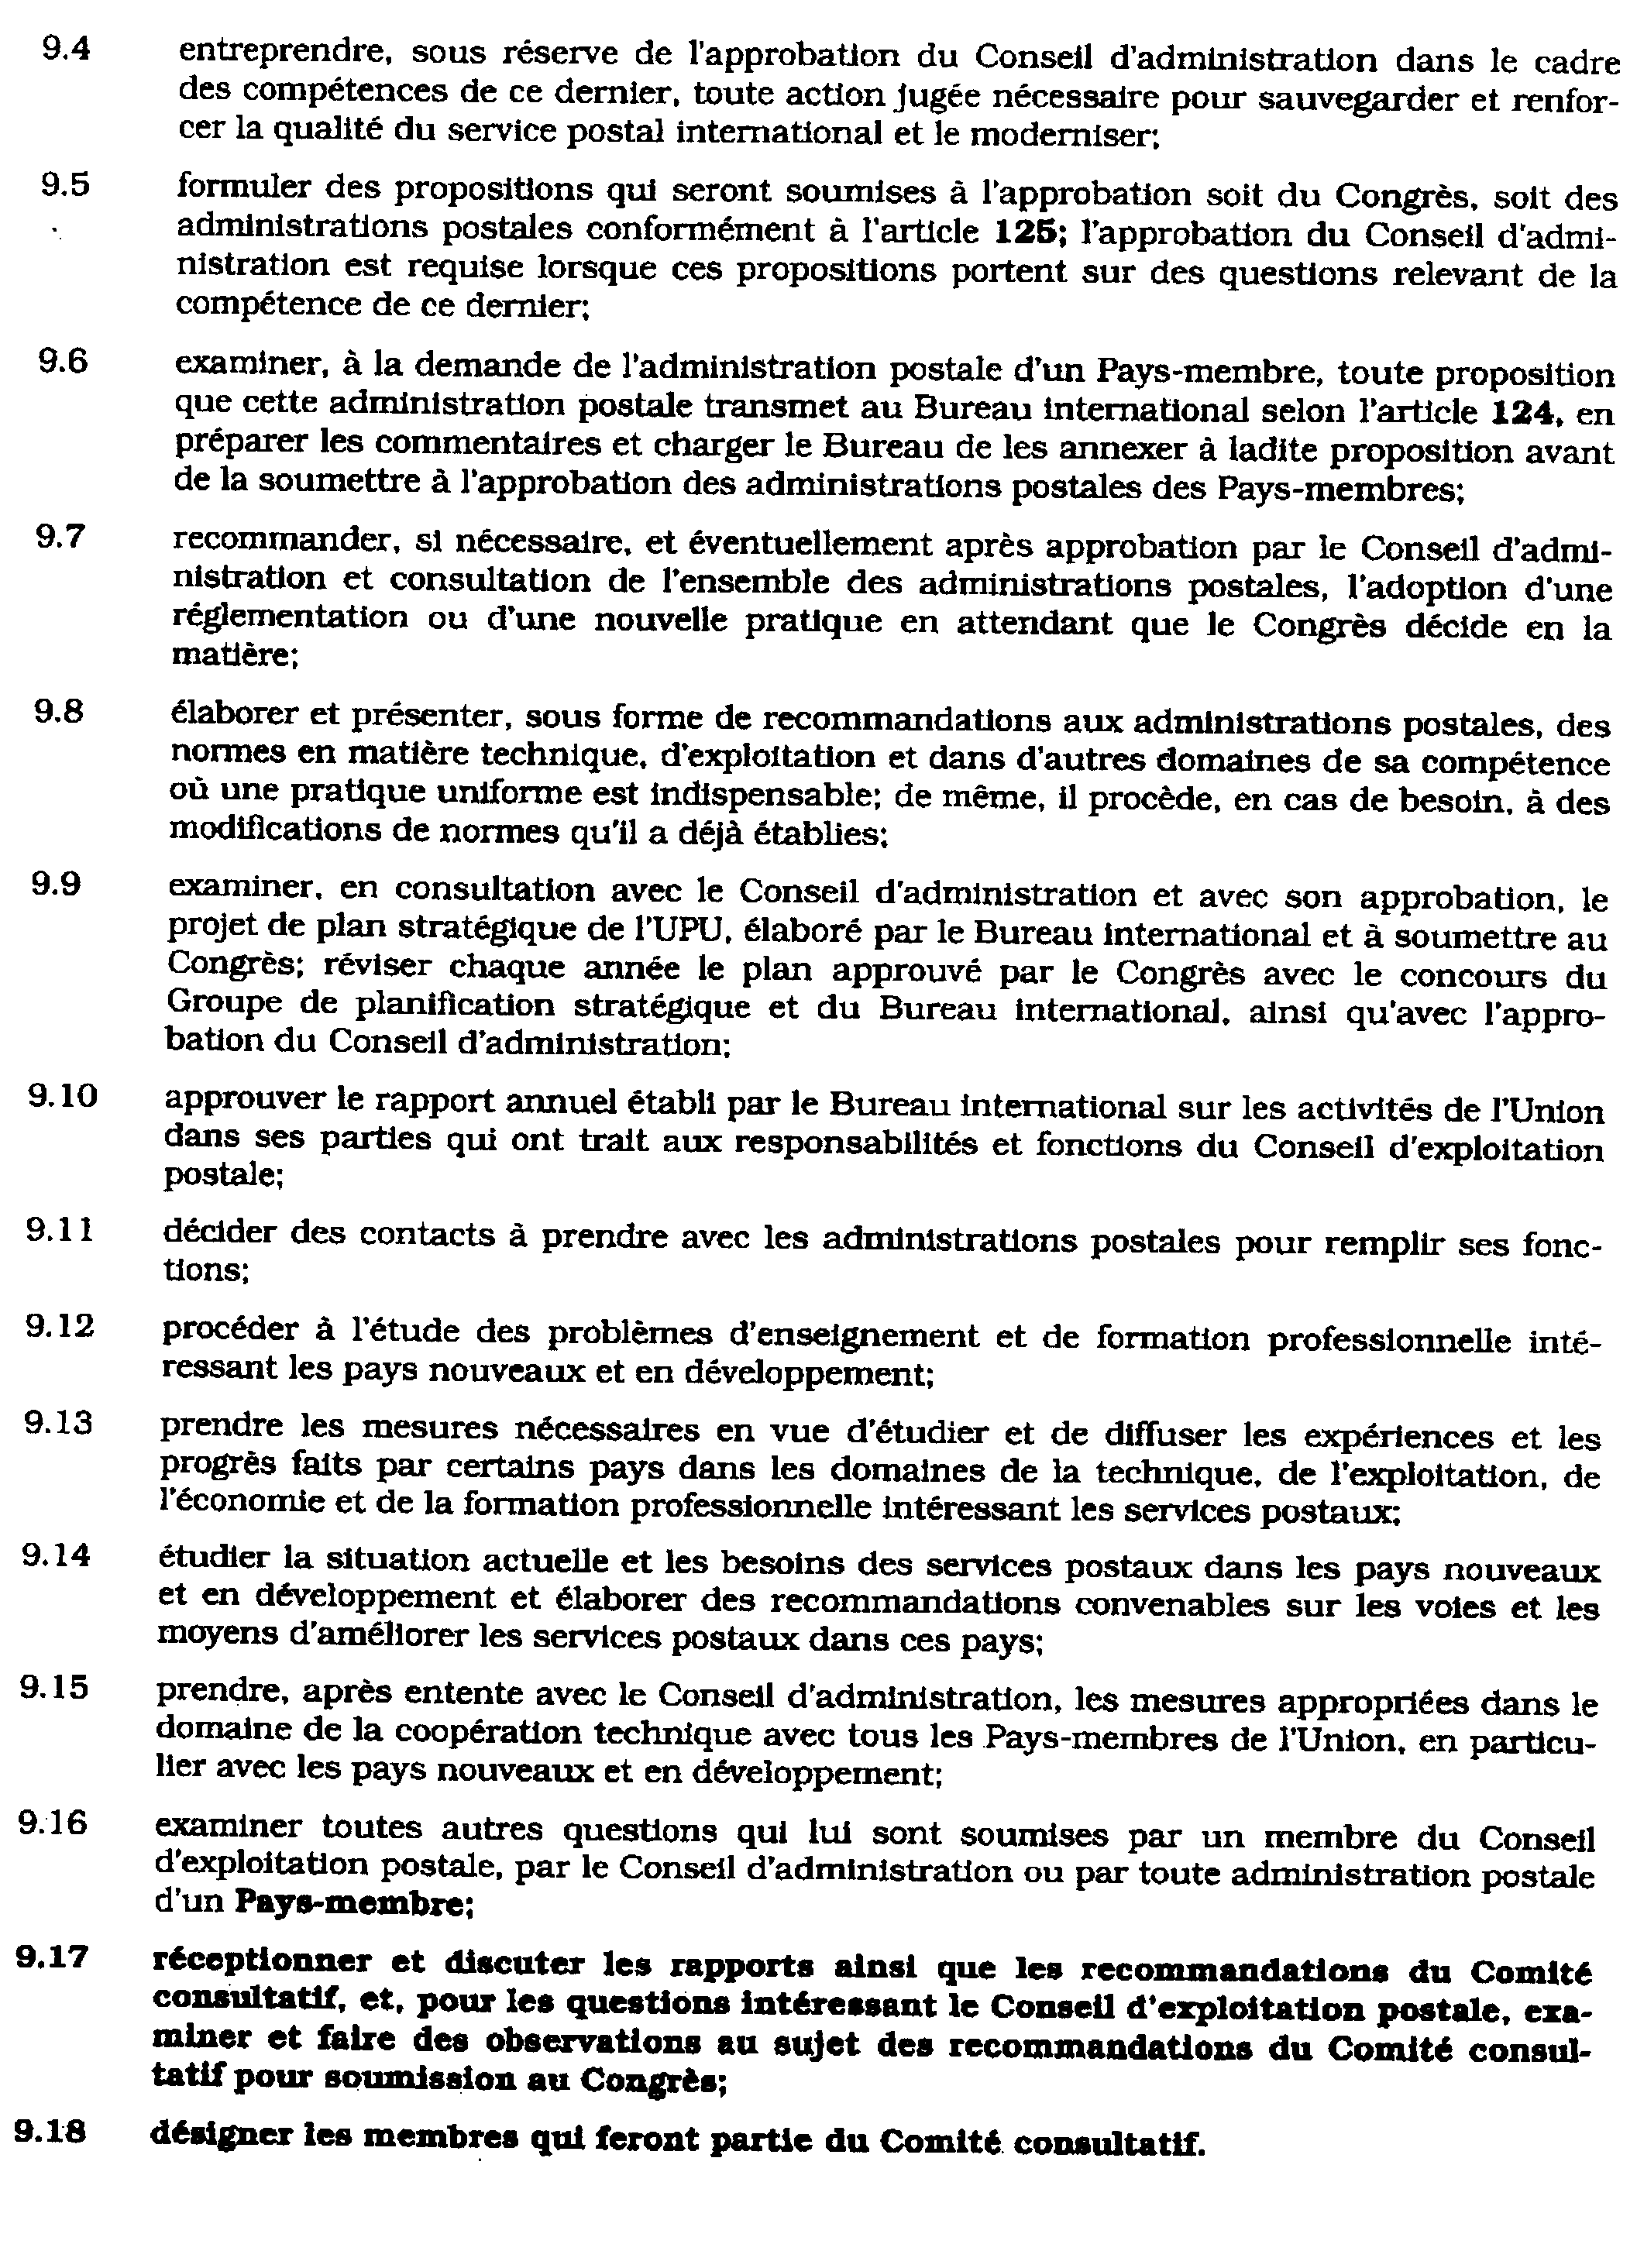 9.4 entreprendre, sous réserve de l'approbation du Conseil d'administration dans le cadre
des compétences de ce dernier, toute action jugée nécessaire pour sauvegarder et renfor-
cer la qualité du service postal international et le moderniser;
9.5 formuler des propositions qui seront soumises à l'approbation soit du Congrès, soit des
administrations postales conformément à l'article 125; l'approbation du Conseil d'admi-
nistration est requise lorsque ces propositions portent sur des questions relevant de la
compétence de ce dernier;
9.6 examiner, à la demande de l'administration postale d'un Pays-membre, toute proposition
que cette administration postale transmet au Bureau international selon l'article 124, en
préparer les commentaires et charger le Bureau de les annexer à ladite proposition avant
de la soumettre à l'approbation des administrations postales des Pays-membres;
9.7 recommander, si nécessaire, et éventuellement après approbation par le Conseil d'admi-
nistration et consultation de l'ensemble des administrations postales, l'adoption d'une
réglementation ou d'une nouvelle pratique en attendant que le Congrès décide en la
matière;
9.8 élaborer et présenter, sous forme de recommandations aux administrations postales, des
normes en matière technique, d'exploitation et dans d'autres domaines de sa compétence
où une pratique uniforme est indispensable; de même, il procède, en cas de besoin, à des
modifications de normes qu'il a déjà établies;
9.9 examiner, en consultation avec le Conseil d'administration et avec son approbation, le
projet de plan stratégique de l'UPU, élaboré par le Bureau international et à soumettre au
Congrès; réviser chaque année le plan approuvé par le Congrès avec le concours du
Groupe de planification stratégique et du Bureau international, ainsi qu'avec l'appro-
bation du Conseil d'administration;
9.10 approuver le rapport annuel établi par le Bureau international sur les activités de l'Union
dans ses parties qui ont trait aux responsabilités et fonctions du Conseil d'exploitation
postale;
9.11 décider des contacts à prendre avec les administrations postales pour remplir ses fonc-
tions;
9.12 procéder à l'étude des problèmes d'enseignement et de formation professionnelle inté-
ressant les pays nouveaux et en développement;
9.13 prendre les mesures nécessaires en vue d'étudier et de diffuser les expériences et les
progrès faits par certains pays dans les domaines de la technique, de l'exploitation, de
l'économie et de la formation professionnelle intéressant les services postaux;
9.14 étudier la situation actuelle et les besoins des services postaux dans les pays nouveaux
et en développement et élaborer des recommandations convenables sur les voies et les
moyens d'améliorer les services postaux dans ces pays;
9.15 prendre, après entente avec le Conseil d'administration, les mesures appropriées dans le
domaine de la coopération technique avec tous les Pays-membres de l'Union, en particu-
lier avec les pays nouveaux et en développement;
9.16 examiner toutes autres questions qui lui sont soumises par un membre du Conseil
d'exploitation postale, par le Conseil d'administration ou par toute administration postale
d'un Pays-membre;
9.17 réceptionner et discuter les rapports ainsi que les recommandations du Comité
consultatif, et, pour les questions intéressant le Conseil d'exploitation postale, exa-
miner et faire des observations au sujet des recommandations du Comité consul-
tatif pour soumission au Congrès;
9.18 désigner les membres qui feront partie du Comité consultatif.